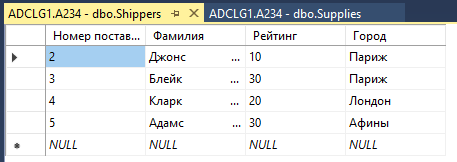 ADCLG1.A234 - dbo.Shippers ADCLG1.A234 - dbo.Supplies
Номер постав... Фамилия Рейтинг Город
2 Джонс ... 10 Париж
3 Блейк ... 30 Париж
4 Кларк ... 20 Лондон
5 Адамс ... 30 Афины
NULL NULL NULL NULL